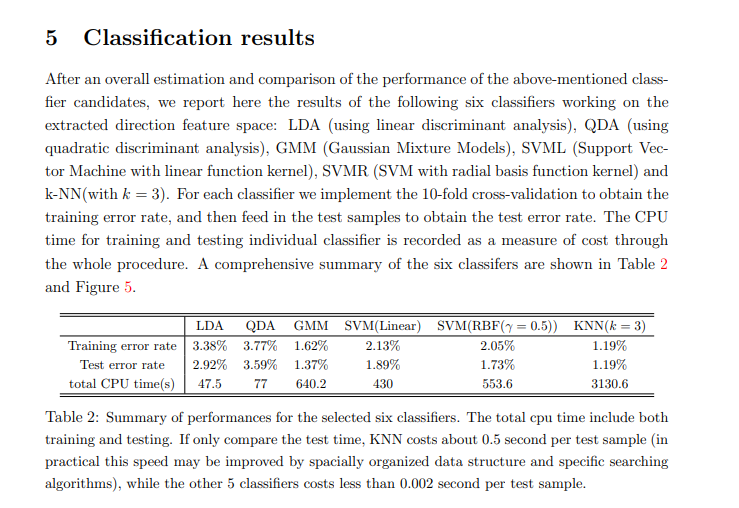 5 Classification results
After an overall estimation and comparison of the performance of the above-mentioned class-
fier candidates, we report here the results of the following six classifiers working on the
extracted direction feature space: LDA (using linear discriminant analysis), QDA (using
quadratic discriminant analysis), GMM (Gaussian Mixture Models), SVML (Support Vec-
tor Machine with linear function kernel), SVMR (SVM with radial basis function kernel) and
k-NN(with k = 3). For each classifier we implement the 10-fold cross-validation to obtain the
training error rate, and then feed in the test samples to obtain the test error rate. The CPU
time for training and testing individual classifier is recorded as a measure of cost through
the whole procedure. A comprehensive summary of the six classifers are shown in Table 2
and Figure 5.
LDA QDA GMM SVM(Linear) SVM(RBF(γ = 0.5)) KNN(k = 3)
Training error rate 3.38% 3.77% 1.62% 2.13% 2.05% 1.19%
Test error rate 2.92% 3.59% 1.37% 1.89% 1.73% 1.19%
total CPU time(s) 47.5 77 640.2 430 553.6 3130.6
Table 2: Summary of performances for the selected six classifiers. The total cpu time include both
training and testing. If only compare the test time, KNN costs about 0.5 second per test sample (in
practical this speed may be improved by spacially organized data structure and specific searching
algorithms), while the other 5 classifiers costs less than 0.002 second per test sample.